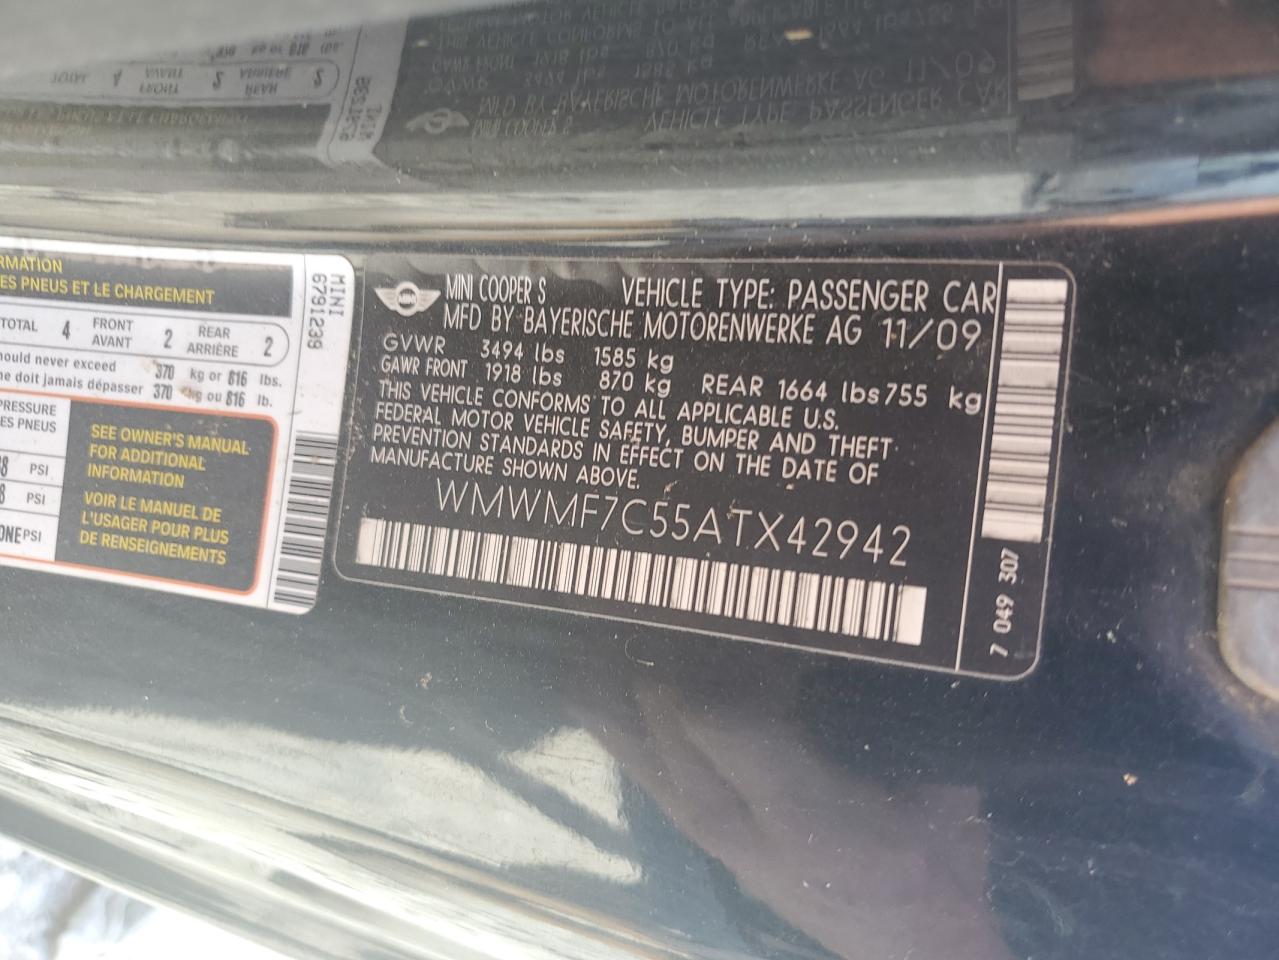 RMATION
ES PNEUS ET LE CHARGEMENT
TOTAL 4 FRONT AVANT 2 REAR ARRIÈRE 2
ould never exceed 370 kg or 816 lbs.
ne doit jamais dépasser 370 kg ou 816 lb.
PRESSURE
ES PNEUS
PSI
PSI
ONE PSI
SEE OWNER'S MANUAL
FOR ADDITIONAL
INFORMATION
VOIR LE MANUEL DE
L'USAGER POUR PLUS
DE RENSEIGNEMENTS
MINI
6791239
MINI
MINI COOPER S VEHICLE TYPE: PASSENGER CAR
MFD BY BAYERISCHE MOTORENWERKE AG 11/09
GVWR 3494 lbs 1585 kg
GAWR FRONT 1918 lbs 870 kg REAR 1664 lbs 755 kg
THIS VEHICLE CONFORMS TO ALL APPLICABLE U.S.
FEDERAL MOTOR VEHICLE SAFETY, BUMPER AND THEFT
PREVENTION STANDARDS IN EFFECT ON THE DATE OF
MANUFACTURE SHOWN ABOVE.
WMWMF7C55ATX42942
7 049 307